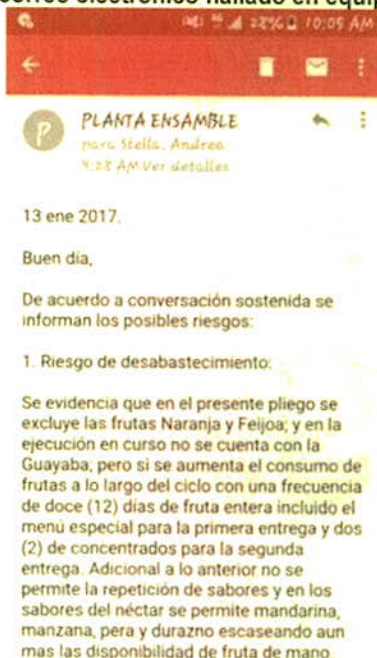 correo electrónico hallado en equip
28% 10:05 AM
P
PLANTA ENSAMBLE
para Stella, Andrea
9:28 AM Ver detalles
13 ene 2017.
Buen dia,
De acuerdo a conversación sostenida se
informan los posibles riesgos:
1. Riesgo de desabastecimiento:
Se evidencia que en el presente pliego se
excluye las frutas Naranja y Feijoa; y en la
ejecución en curso no se cuenta con la
Guayaba; pero si se aumenta el consumo de
frutas a lo largo del ciclo con una frecuencia
de doce (12) días de fruta entera incluido el
menú especial para la primera entrega y dos
(2) de concentrados para la segunda
entrega. Adicional a lo anterior no se
permite la repetición de sabores y en los
sabores del néctar se permite mandarina,
manzana, pera y durazno escaseando aun
mas las disponibilidad de fruta de mano.